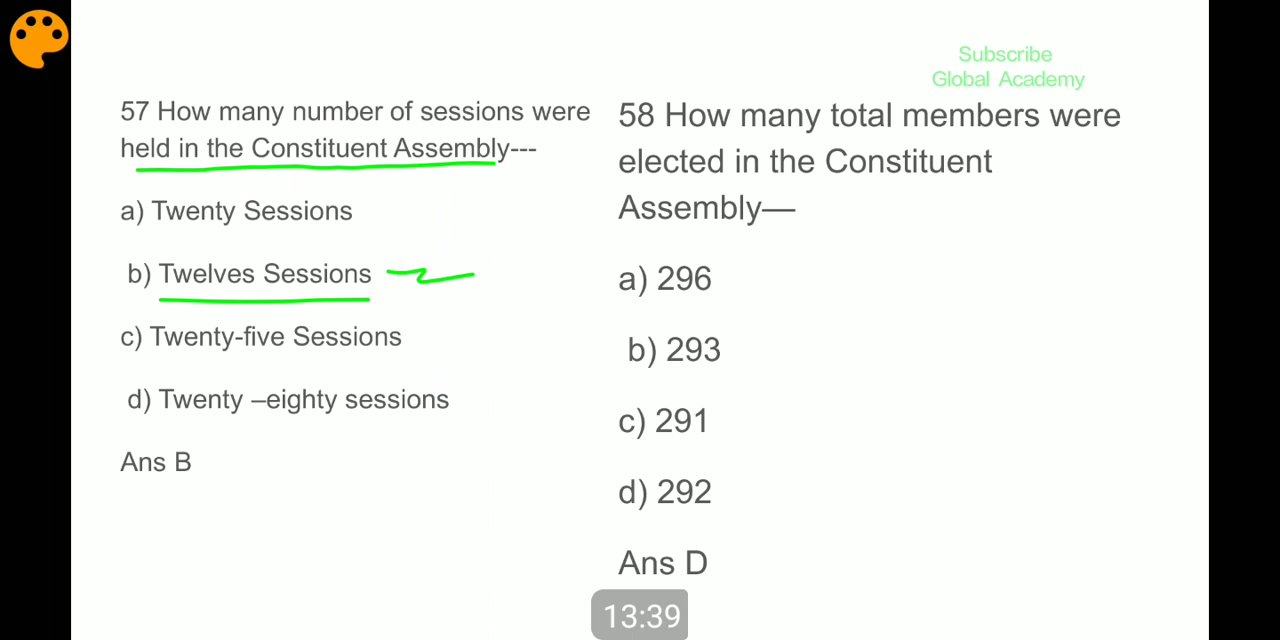 Subscribe
Global Academy
57 How many number of sessions were
held in the Constituent Assembly---
a) Twenty Sessions
b) Twelves Sessions
c) Twenty-five Sessions
d) Twenty –eighty sessions
Ans B
58 How many total members were
elected in the Constituent
Assembly—
a) 296
b) 293
c) 291
d) 292
Ans D
13:39